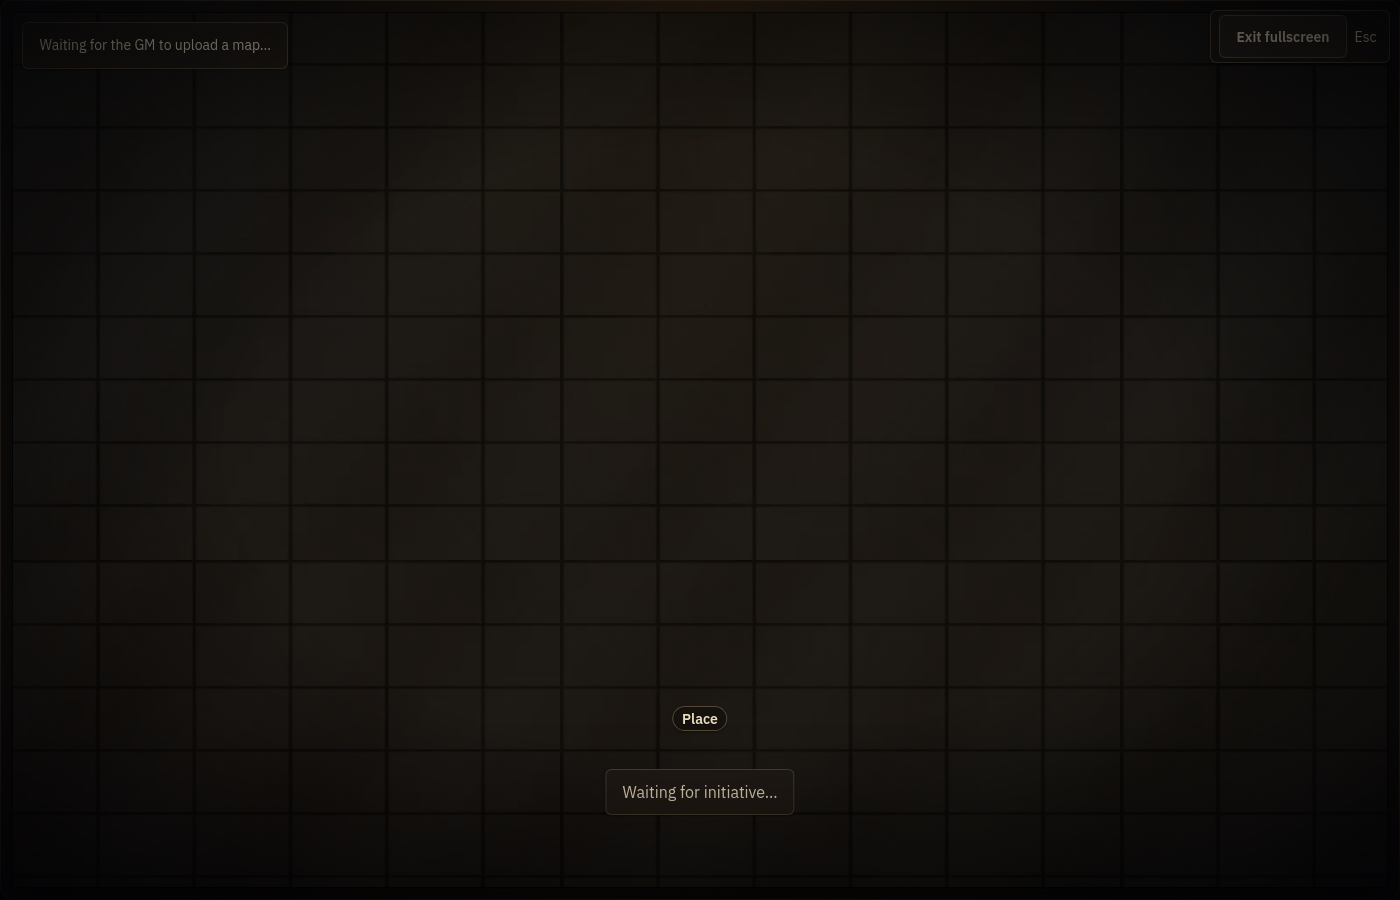 Waiting for the GM to upload a map...
Exit fullscreen Esc
Place
Waiting for initiative...